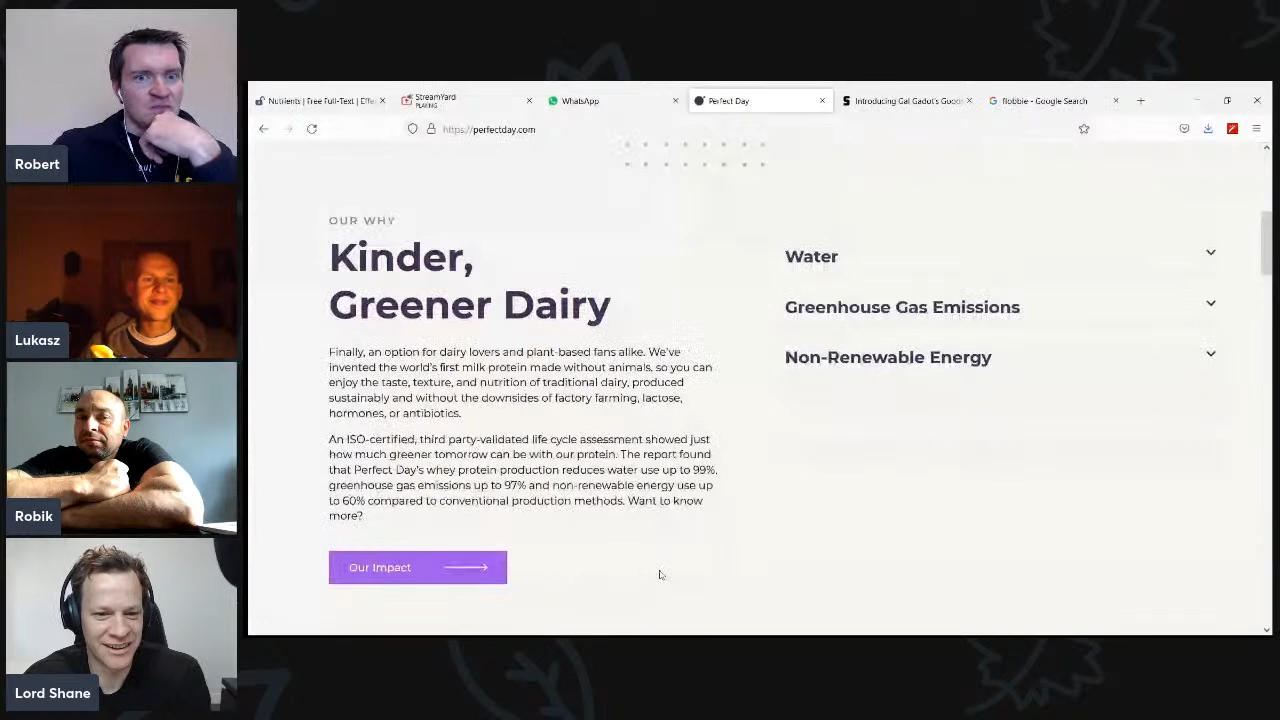 Robert
Lukasz
Robik
Lord Shane
Nutrients | Free Full-Text | Effe
StreamYard
PLAYING
WhatsApp
Perfect Day
Introducing Gal Gadot's Goo
flobbie - Google Search
https://perfectday.com
OUR WHY
Kinder,
Greener Dairy
Finally, an option for dairy lovers and plant-based fans alike. We've
invented the world's first milk protein made without animals, so you can
enjoy the taste, texture, and nutrition of traditional dairy, produced
sustainably and without the downsides of factory farming, lactose,
hormones, or antibiotics.
An ISO-certified, third party-validated life cycle assessment showed just
how much greener tomorrow can be with our protein. The report found
that Perfect Day's whey protein production reduces water use up to 99%,
greenhouse gas emissions up to 97% and non-renewable energy use up
to 60% compared to conventional production methods. Want to know
more?
Our Impact
Water
Greenhouse Gas Emissions
Non-Renewable Energy